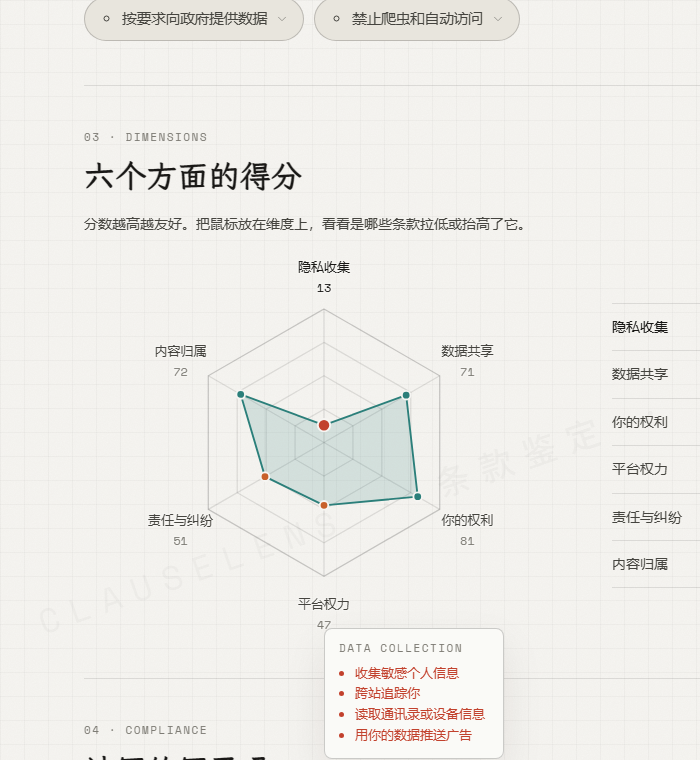 按要求向政府提供数据
禁止爬虫和自动访问
03 · DIMENSIONS
六个方面的得分
分数越高越友好。把鼠标放在维度上，看看是哪些条款拉低或抬高了它。
隐私收集
13
内容归属
72
数据共享
71
责任与纠纷
51
你的权利
81
平台权力
47
隐私收集
数据共享
你的权利
平台权力
责任与纠纷
内容归属
CLAUSELENS
条款鉴定
DATA COLLECTION
收集敏感个人信息
跨站追踪你
读取通讯录或设备信息
用你的数据推送广告
04 · COMPLIANCE